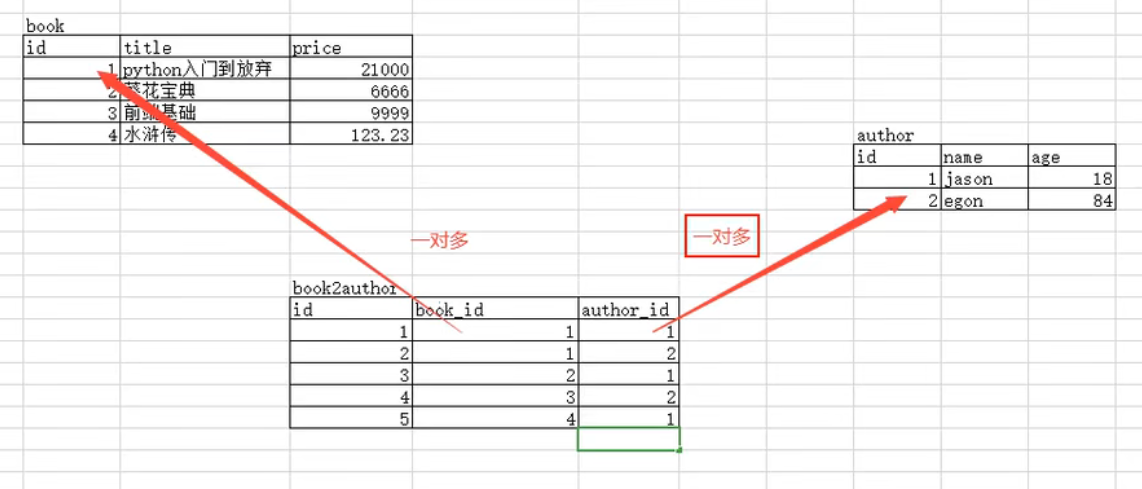 book
id title price
1 python入门到放弃 21000
2 葵花宝典 6666
3 前端基础 9999
4 水浒传 123.23
author
id name age
1 jason 18
2 egon 84
一对多
一对多
book2author
id book_id author_id
1 1 1
2 1 2
3 2 1
4 3 2
5 4 1